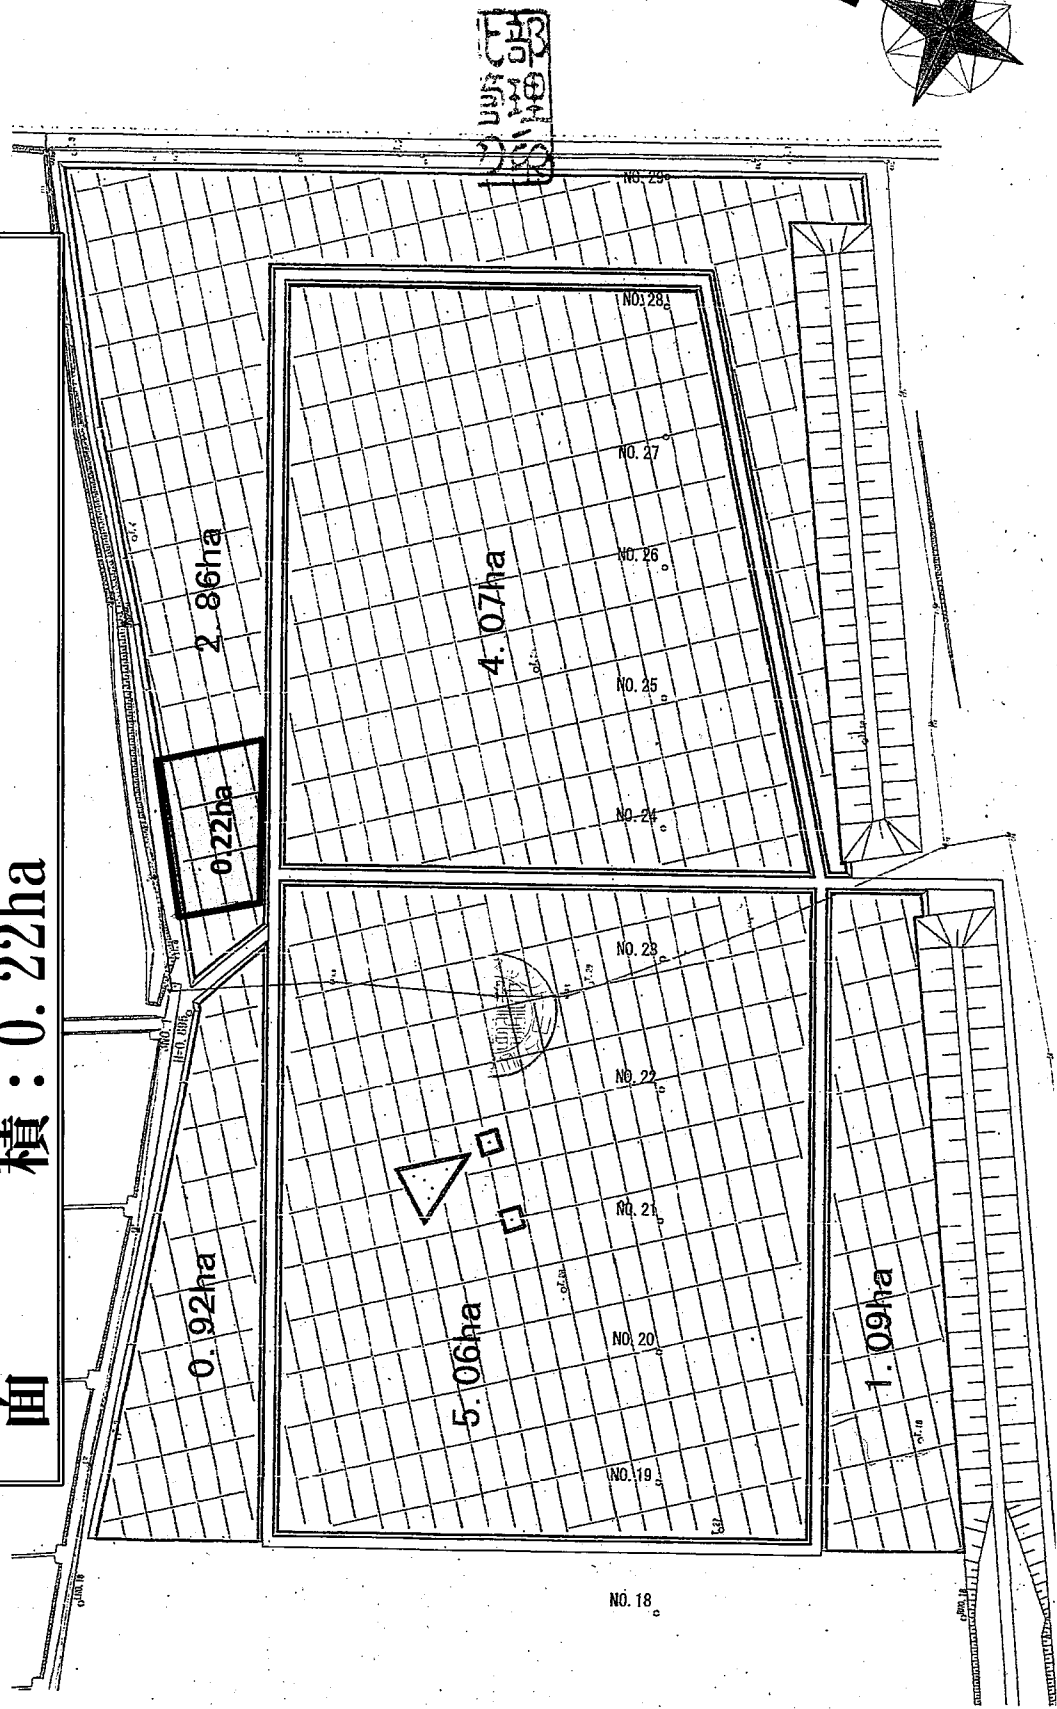 面　　積：0.22ha
NO. 29
NO. 28
NO. 27
2. 86ha
NO. 26
4. 07ha
NO. 25
0.22ha
NO. 24
NO. 23
NO. 22
NO. 21
0. 92ha
5. 06ha
NO. 20
1. 09ha
NO. 19
NO. 18